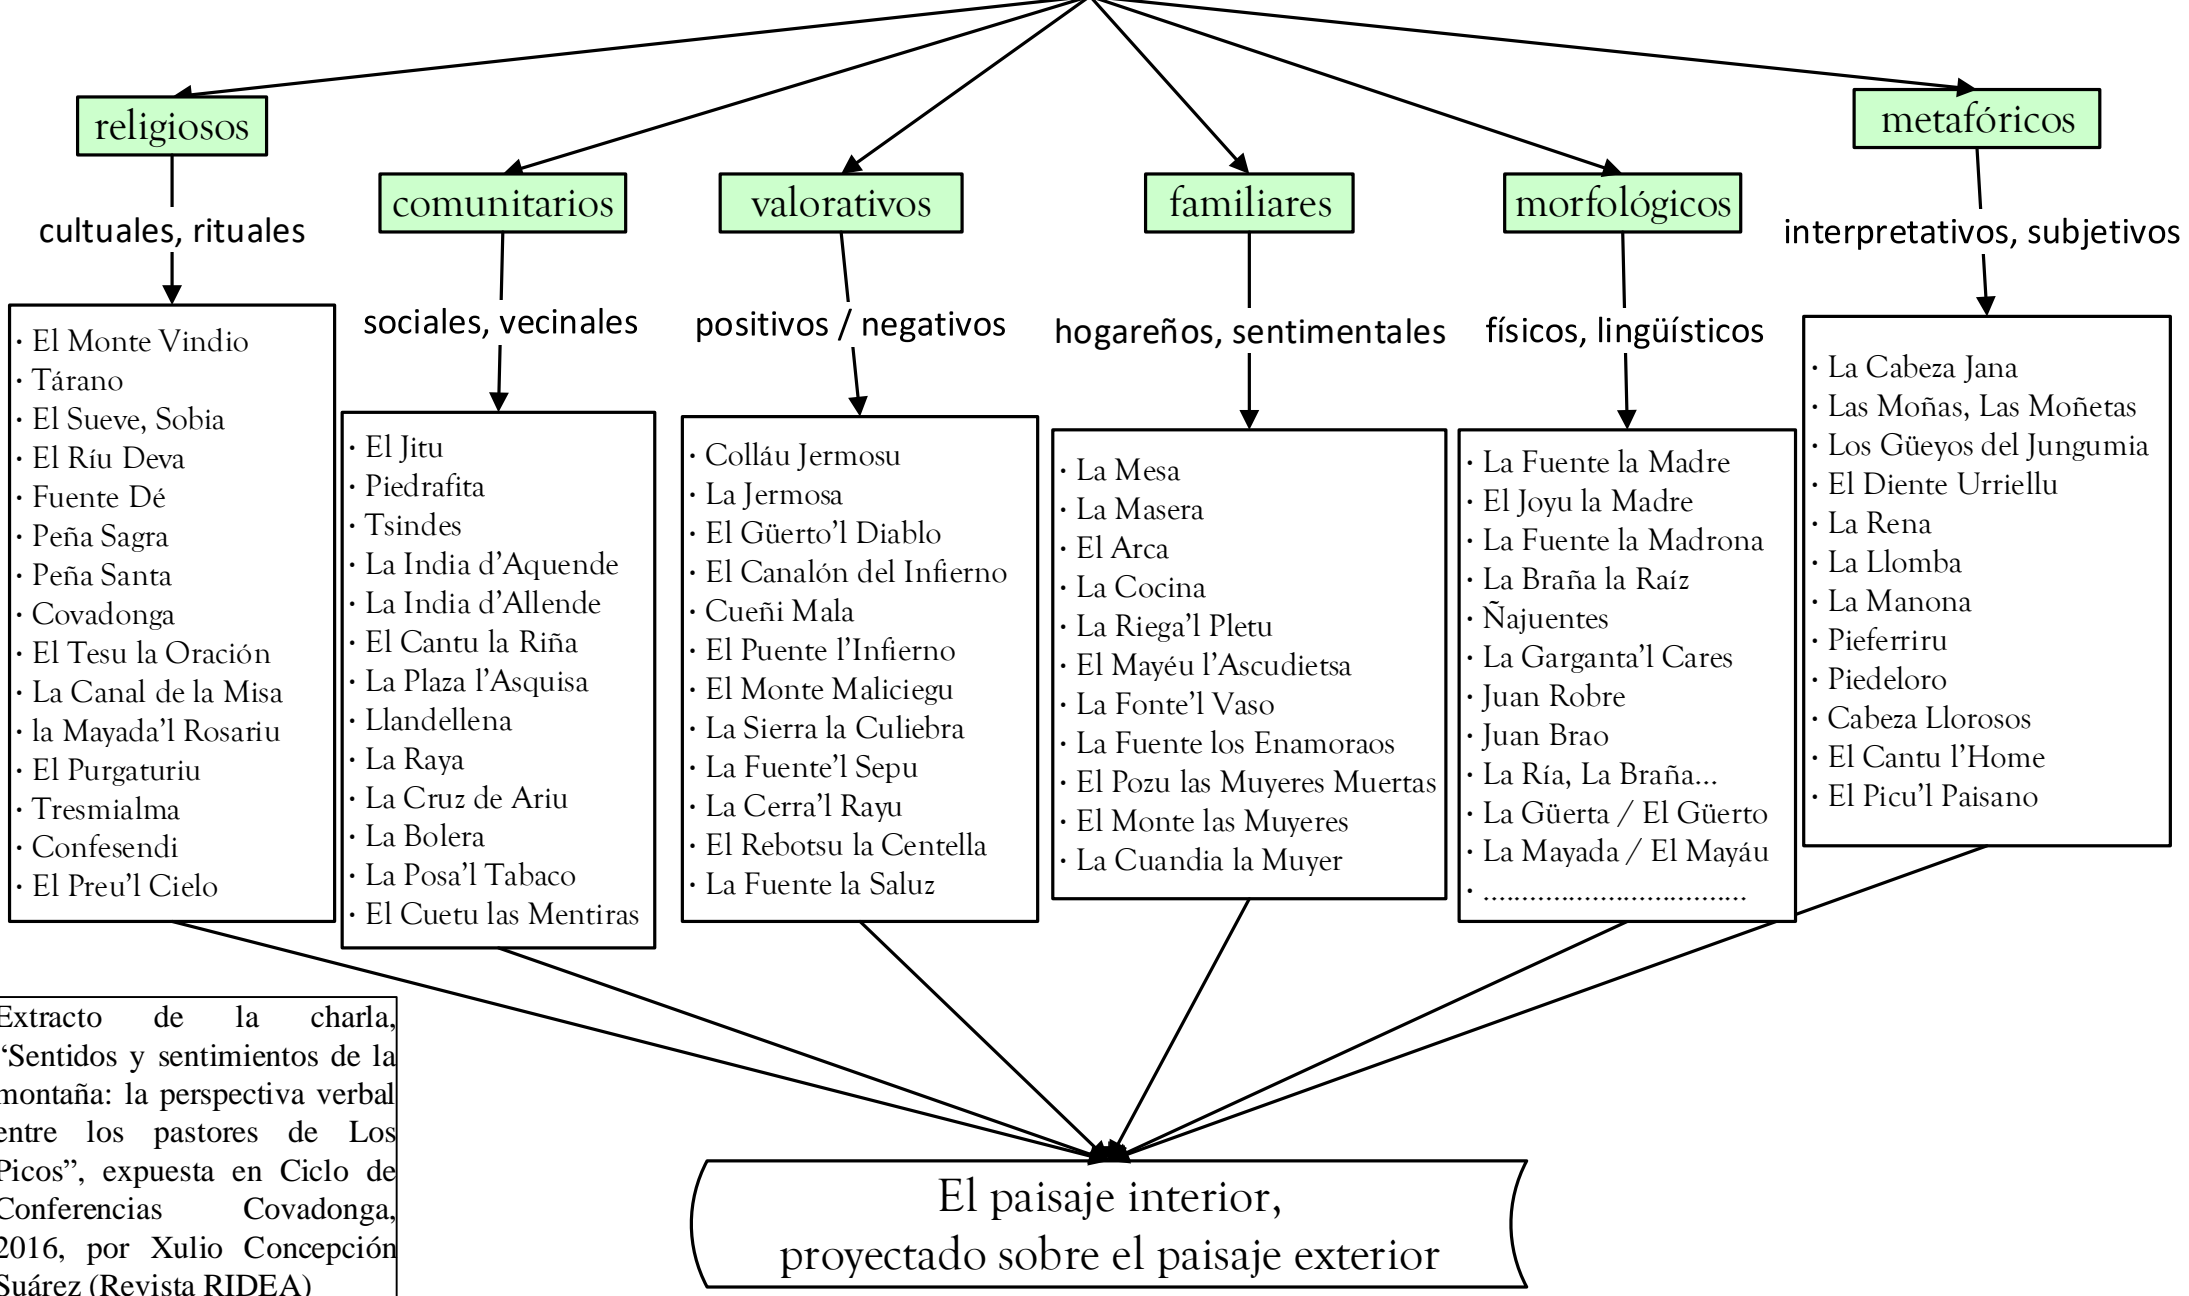 religiosos
cultuales, rituales
· El Monte Vindio
· Tárano
· El Sueve, Sobia
· El Ríu Deva
· Fuente Dé
· Peña Sagra
· Peña Santa
· Covadonga
· El Tesu la Oración
· La Canal de la Misa
· la Mayada’l Rosariu
· El Purgaturiu
· Tresmialma
· Confesendi
· El Preu’l Cielo
comunitarios
sociales, vecinales
· El Jitu
· Piedrafita
· Tsindes
· La India d’Aquende
· La India d’Allende
· El Cantu la Riña
· La Plaza l’Asquisa
· Llandellena
· La Raya
· La Cruz de Ariu
· La Bolera
· La Posa’l Tabaco
· El Cuetu las Mentiras
valorativos
positivos / negativos
· Colláu Jermosu
· La Jermosa
· El Güerto’l Diablo
· El Canalón del Infierno
· Cueñi Mala
· El Puente l’Infierno
· El Monte Maliciegu
· La Sierra la Culiebra
· La Fuente’l Sepu
· La Cerra’l Rayu
· El Rebotsu la Centella
· La Fuente la Saluz
familiares
hogareños, sentimentales
· La Mesa
· La Masera
· El Arca
· La Cocina
· La Riega’l Pletu
· El Mayéu l’Ascudietsa
· La Fonte’l Vaso
· La Fuente los Enamoraos
· El Pozu las Muyeres Muertas
· El Monte las Muyeres
· La Cuandia la Muyer
morfológicos
físicos, lingüísticos
· La Fuente la Madre
· El Joyu la Madre
· La Fuente la Madrona
· La Braña la Raíz
· Ñajuentes
· La Garganta’l Cares
· Juan Robre
· Juan Brao
· La Ría, La Braña...
· La Güerta / El Güerto
· La Mayada / El Mayáu
· .................................
metafóricos
interpretativos, subjetivos
· La Cabeza Jana
· Las Moñas, Las Moñetas
· Los Güeyos del Jungumia
· El Diente Urriellu
· La Rena
· La Llomba
· La Manona
· Pieferriru
· Piedeloro
· Cabeza Llorosos
· El Cantu l’Home
· El Picu’l Paisano
Extracto de la charla,
“Sentidos y sentimientos de la
montaña: la perspectiva verbal
entre los pastores de Los
Picos”, expuesta en Ciclo de
Conferencias Covadonga,
2016, por Xulio Concepción
Suárez (Revista RIDEA)
El paisaje interior,
proyectado sobre el paisaje exterior